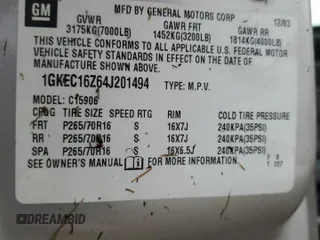 GM
MFD BY GENERAL MOTORS CORP 12/03
GVWR GAWR FRT GAWR RR
3175KG(7000LB) 1452KG(3200LB) 1814KG(4000LB)
THIS VEHICLE CONFORMS TO ALL APPLICABLE U.S. FEDERAL MOTOR
VEHICLE SAFETY STANDARDS IN EFFECT ON THE DATE OF
MANUFACTURE SHOWN ABOVE.
1GKEC16Z64J201494 TYPE: M.P.V.
MODEL: C15906
TIRE SIZE SPEED RTG RIM COLD TIRE PRESSURE
FRT P265/70R16 S 16X7J 240KPA(35PSI)
RR P265/70R16 S 16X7J 240KPA(35PSI)
SPA P265/70R16 S 16X6.5J 240KPA(35PSI)
SEE OWNER'S MANUAL FOR MORE INFORMATION.
DREAMBID